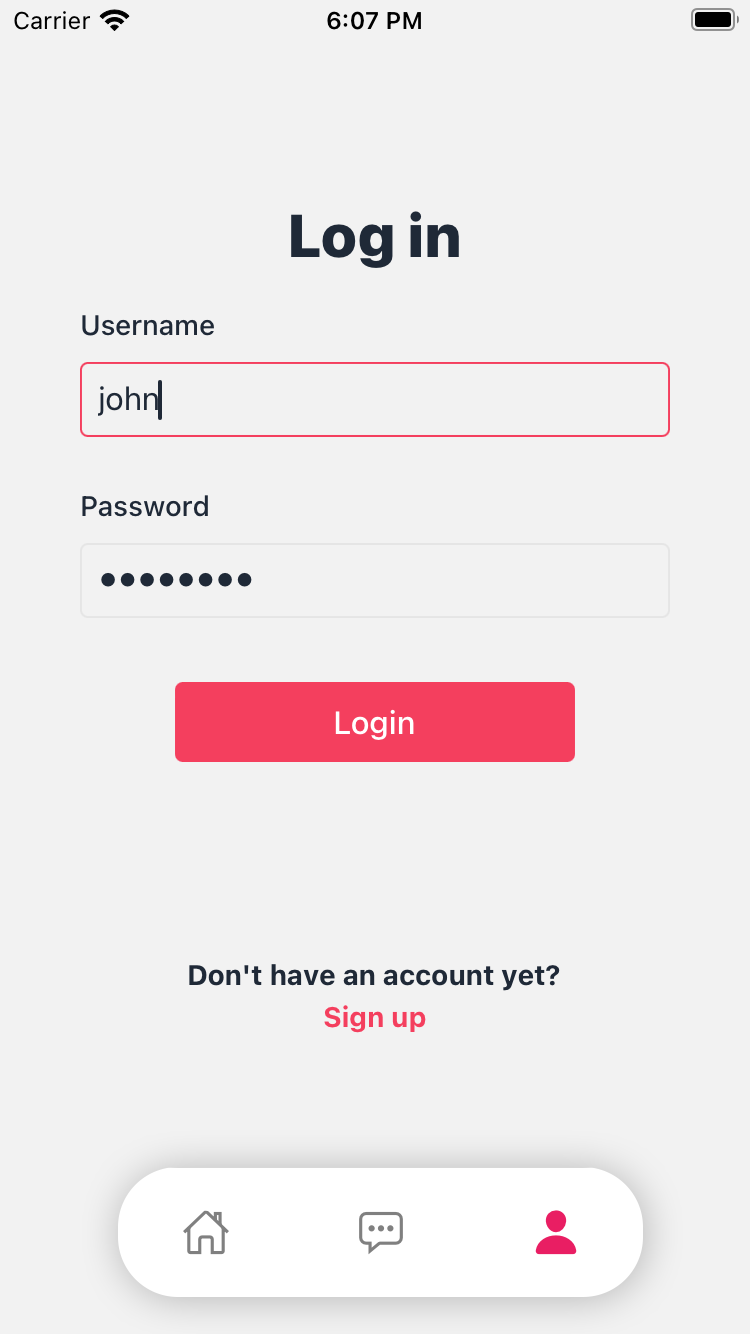 Carrier 6:07 PM
Log in
Username
john
Password
••••••••
Login
Don't have an account yet?
Sign up